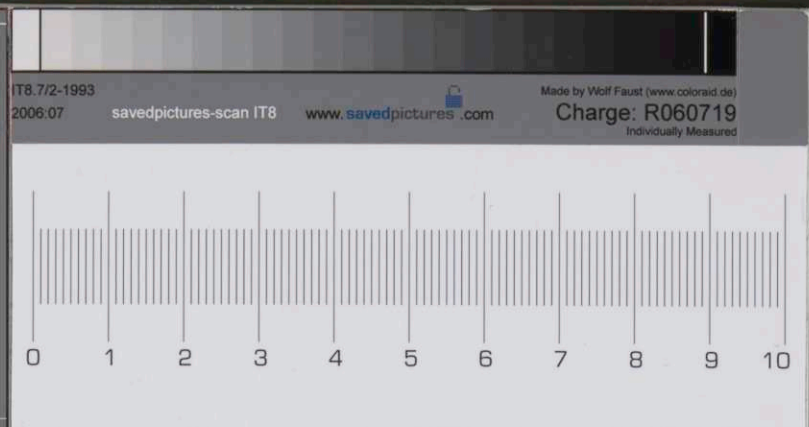 IT8.7/2-1993
2006:07
savedpictures-scan IT8
www.savedpictures.com
Made by Wolf Faust (www.coloraid.de)
Charge: R060719
Individually Measured
0 1 2 3 4 5 6 7 8 9 10